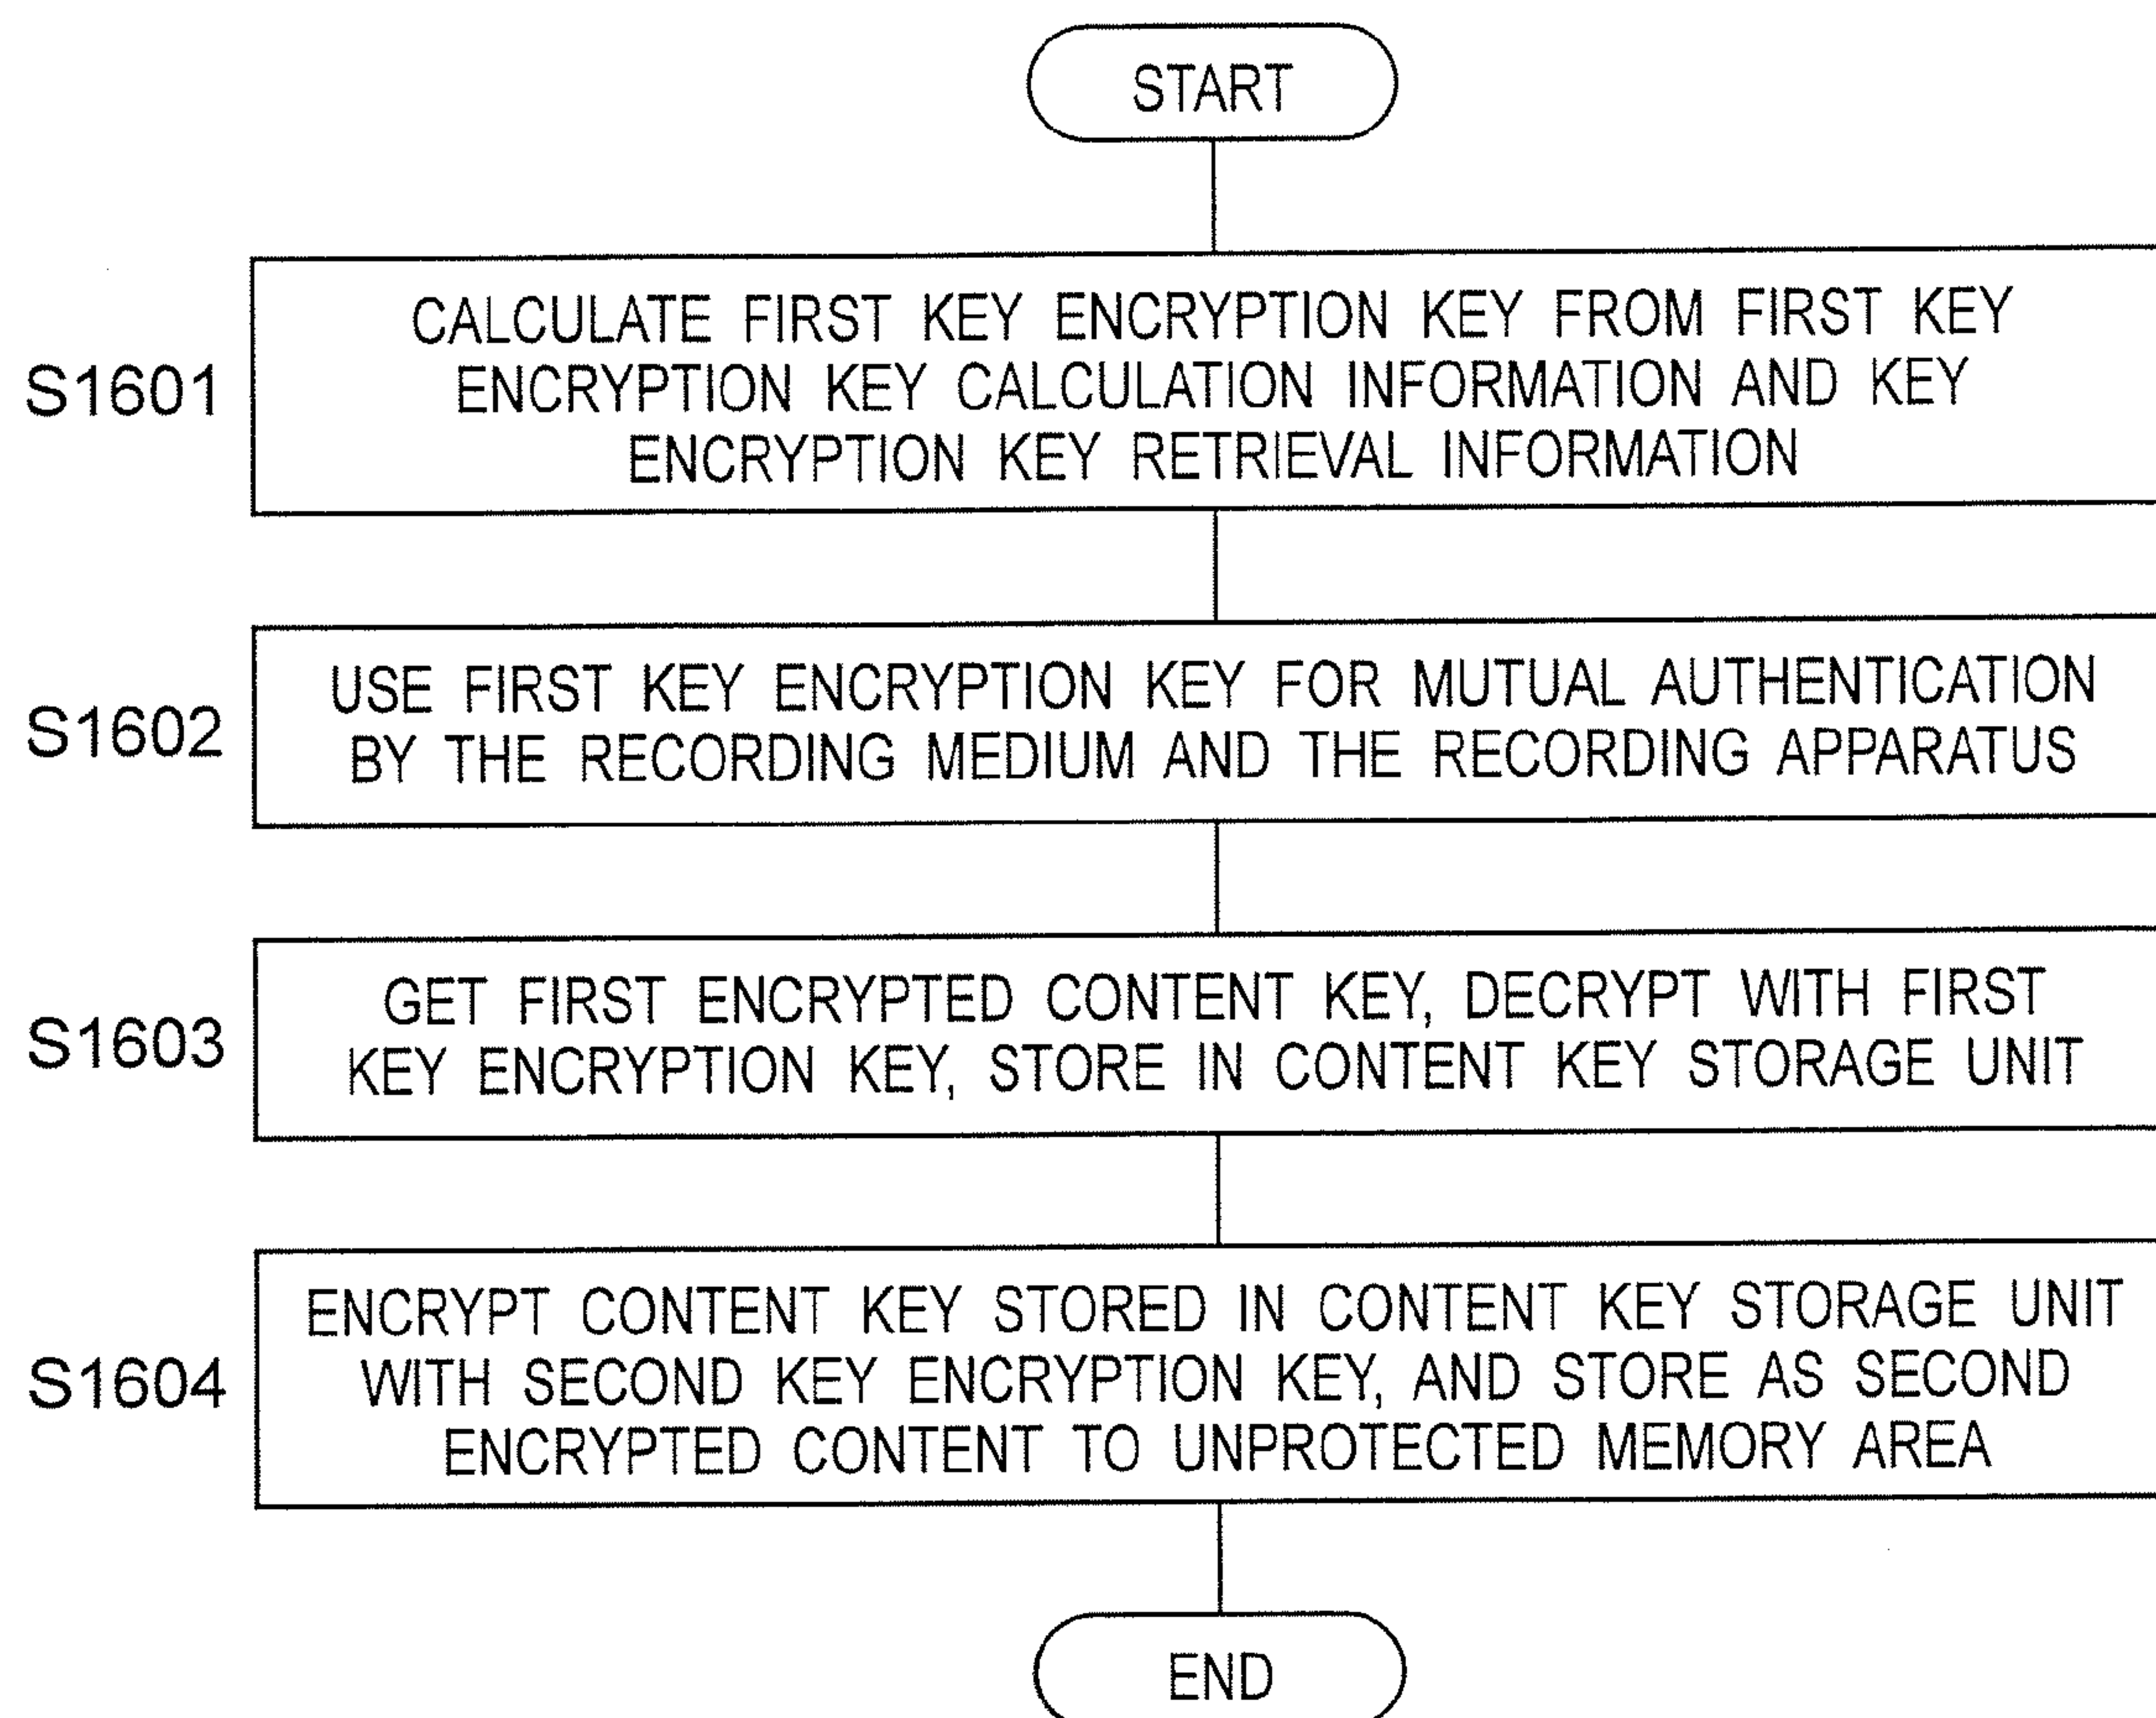 START
S1601
CALCULATE FIRST KEY ENCRYPTION KEY FROM FIRST KEY
ENCRYPTION KEY CALCULATION INFORMATION AND KEY
ENCRYPTION KEY RETRIEVAL INFORMATION
S1602
USE FIRST KEY ENCRYPTION KEY FOR MUTUAL AUTHENTICATION
BY THE RECORDING MEDIUM AND THE RECORDING APPARATUS
S1603
GET FIRST ENCRYPTED CONTENT KEY, DECRYPT WITH FIRST
KEY ENCRYPTION KEY, STORE IN CONTENT KEY STORAGE UNIT
S1604
ENCRYPT CONTENT KEY STORED IN CONTENT KEY STORAGE UNIT
WITH SECOND KEY ENCRYPTION KEY, AND STORE AS SECOND
ENCRYPTED CONTENT TO UNPROTECTED MEMORY AREA
END